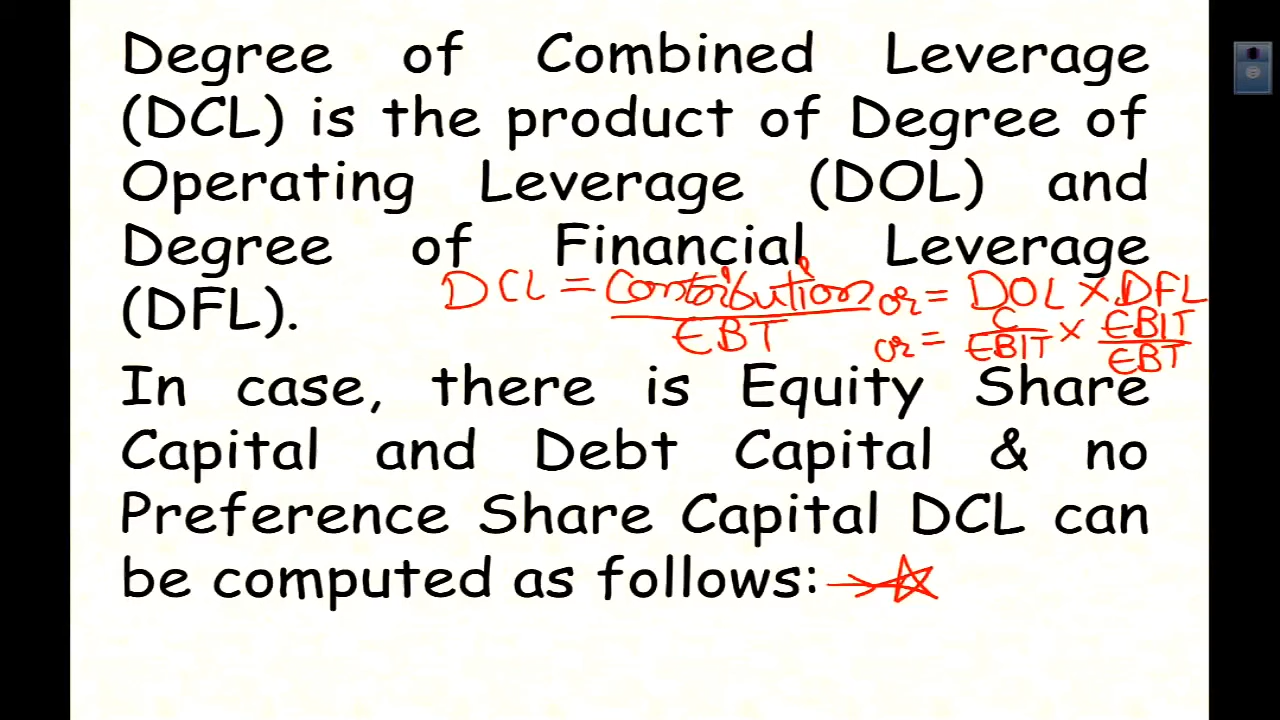 Degree of Combined Leverage
(DCL) is the product of Degree of
Operating Leverage (DOL) and
Degree of Financial Leverage
(DFL).
DCL = Contribution / EBT or = DOL × DFL
or = C / EBIT × EBIT / EBT
In case, there is Equity Share
Capital and Debt Capital & no
Preference Share Capital DCL can
be computed as follows: